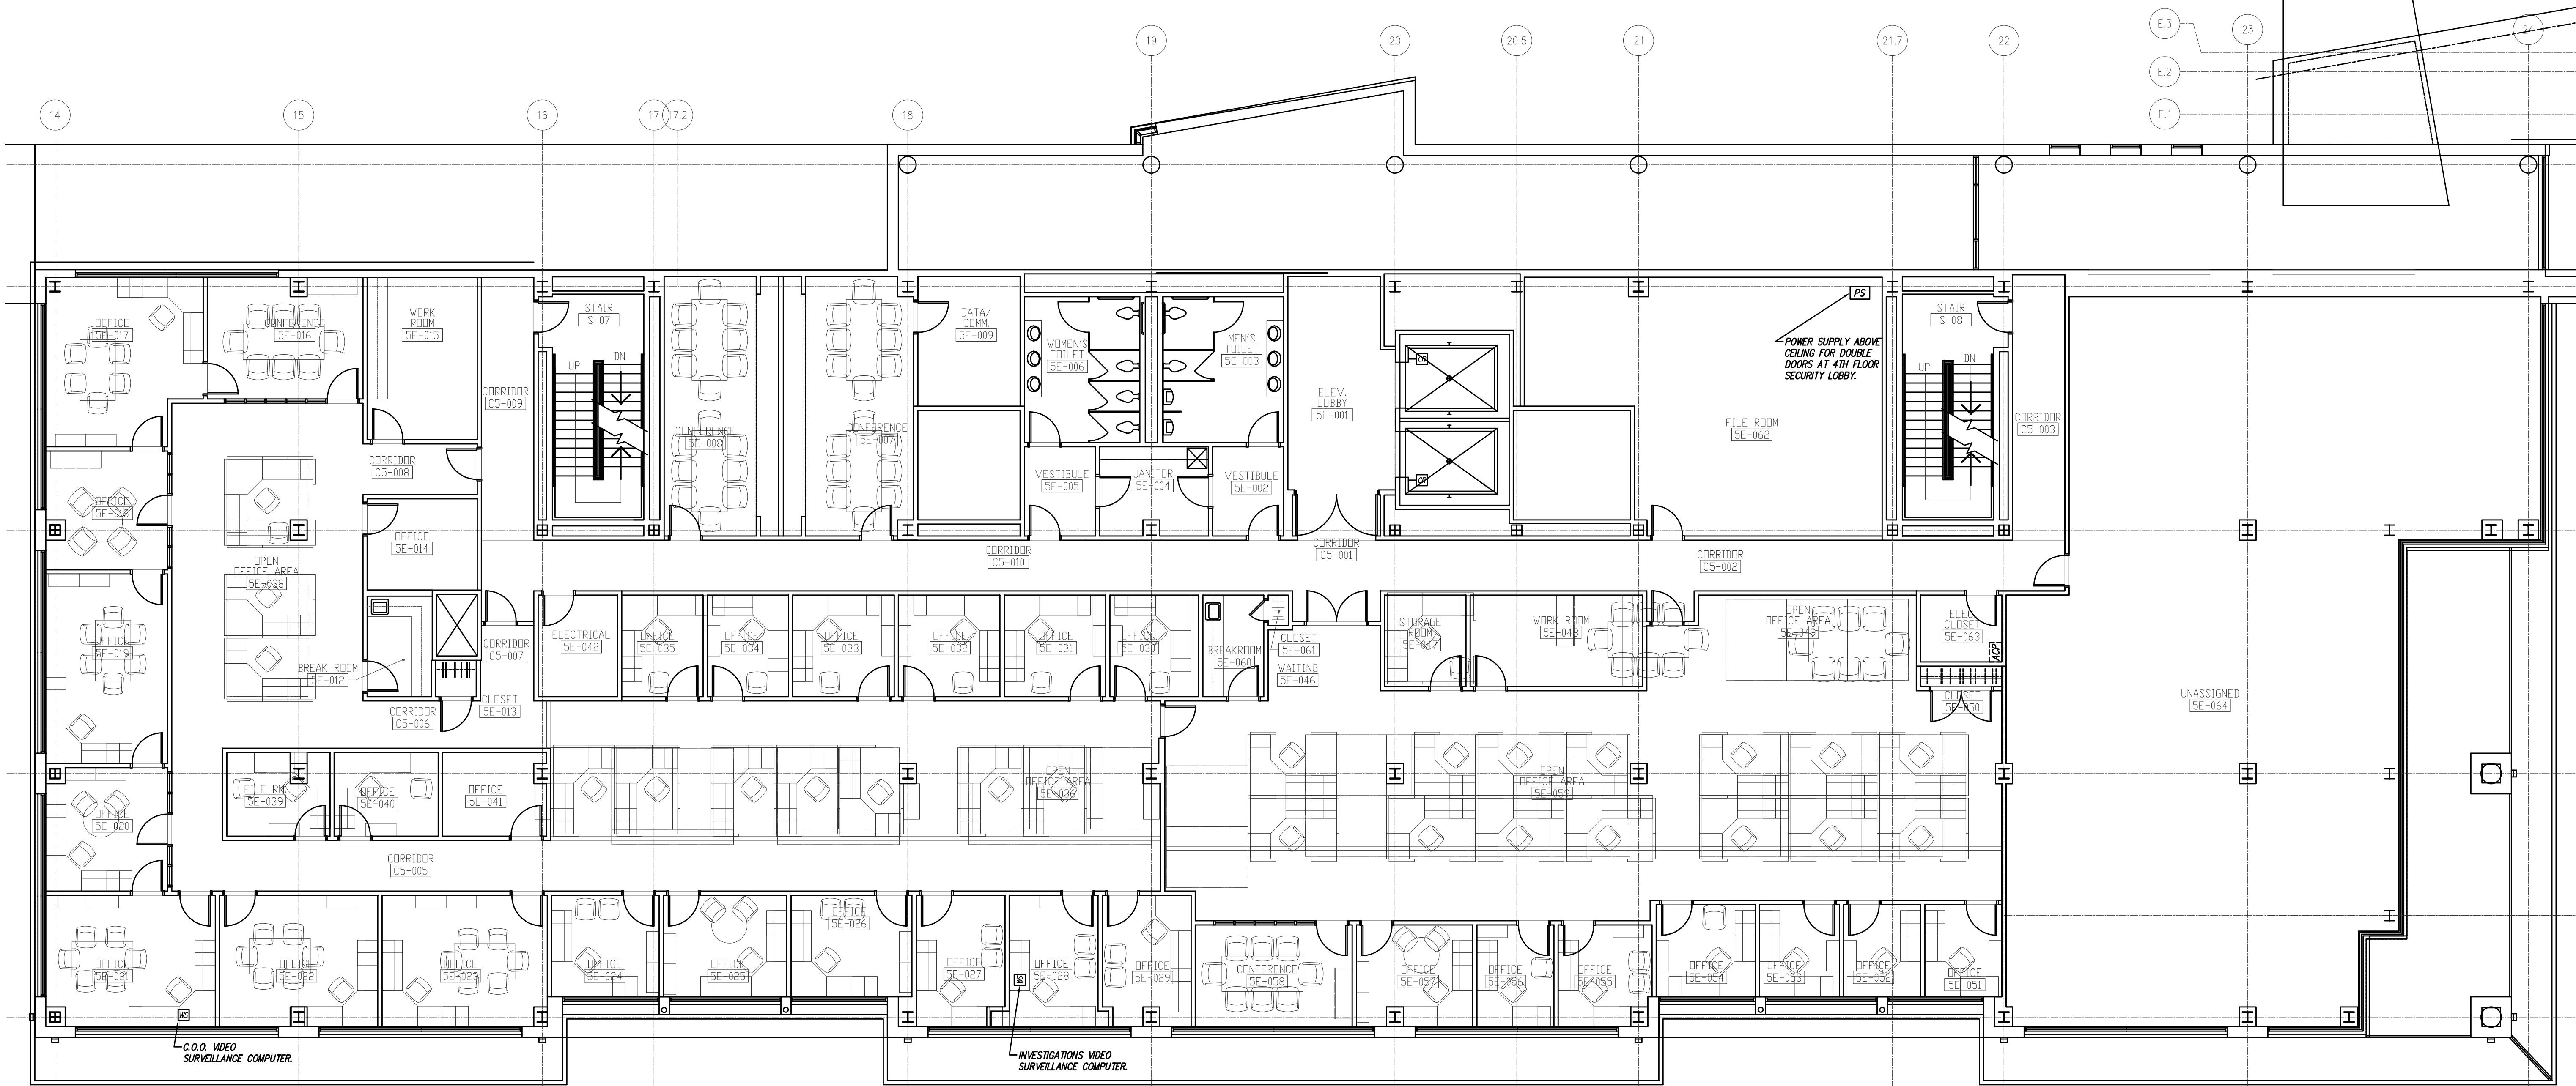 E.3
23
24
19
20
20.5
21
21.7
22
E.2
14
15
16
17
17.2
18
E.1
OFFICE
5E-017
CONFERENCE
5E-016
WORK
ROOM
5E-015
CORRIDOR
C5-009
STAIR
S-07
UP
DN
CONFERENCE
5E-008
CONFERENCE
5E-007
DATA/
COMM.
5E-009
WOMEN'S
TOILET
5E-006
MEN'S
TOILET
5E-003
ELEV.
LOBBY
5E-001
PS
POWER SUPPLY ABOVE
CEILING FOR DOUBLE
DOORS AT 4TH FLOOR
SECURITY LOBBY.
FILE ROOM
5E-062
STAIR
S-08
UP
DN
CORRIDOR
C5-003
CORRIDOR
C5-008
VESTIBULE
5E-005
JANITOR
5E-004
VESTIBULE
5E-002
CR
CR
OFFICE
5E-018
OFFICE
5E-014
OPEN
OFFICE AREA
5E-038
CORRIDOR
C5-010
CORRIDOR
C5-001
CORRIDOR
C5-002
OFFICE
5E-019
BREAK ROOM
5E-012
CORRIDOR
C5-007
ELECTRICAL
5E-042
OFFICE
5E-035
OFFICE
5E-034
OFFICE
5E-033
OFFICE
5E-032
OFFICE
5E-031
OFFICE
5E-030
BREAKROOM
5E-060
CLOSET
5E-061
WAITING
5E-046
STORAGE
ROOM
5E-047
WORK ROOM
5E-048
OPEN
OFFICE AREA
5E-049
ELEC.
CLOSET
5E-063
ACP
CLOSET
5E-050
UNASSIGNED
5E-064
CLOSET
5E-013
CORRIDOR
C5-006
OFFICE
5E-020
FILE RM.
5E-039
OFFICE
5E-040
OFFICE
5E-041
OPEN
OFFICE AREA
5E-036
OPEN
OFFICE AREA
5E-059
CORRIDOR
C5-005
OFFICE
5E-021
OFFICE
5E-022
OFFICE
5E-023
OFFICE
5E-024
OFFICE
5E-025
OFFICE
5E-026
OFFICE
5E-027
OFFICE
5E-028
OFFICE
5E-029
CONFERENCE
5E-058
OFFICE
5E-057
OFFICE
5E-056
OFFICE
5E-055
OFFICE
5E-054
OFFICE
5E-053
OFFICE
5E-052
OFFICE
5E-051
WS
WS
C.O.O. VIDEO
SURVEILLANCE COMPUTER.
INVESTIGATIONS VIDEO
SURVEILLANCE COMPUTER.